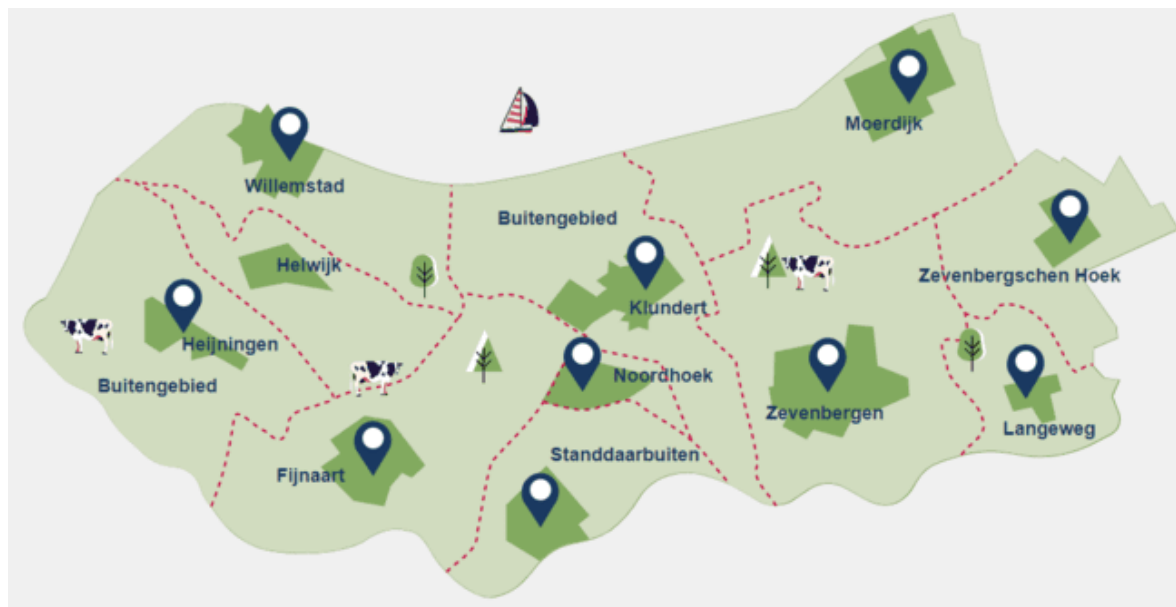 Moerdijk
Willemstad
Buitengebied
Helwijk
Zevenbergschen Hoek
Klundert
Heijningen
Buitengebied
Noordhoek
Zevenbergen
Langeweg
Standdaarbuiten
Fijnaart